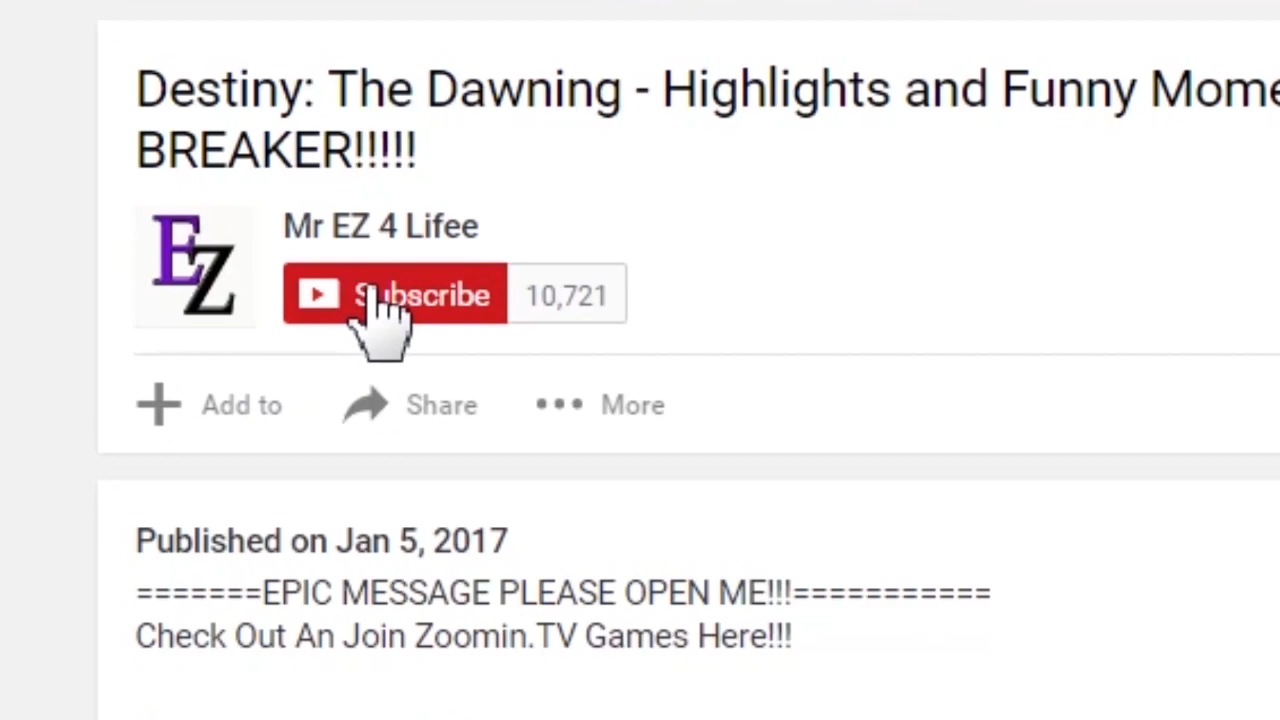 Destiny: The Dawning - Highlights and Funny Mome
BREAKER!!!!!
EZ
Mr EZ 4 Lifee
Subscribe 10,721
Add to Share More
Published on Jan 5, 2017
=======EPIC MESSAGE PLEASE OPEN ME!!!===========
Check Out An Join Zoomin.TV Games Here!!!